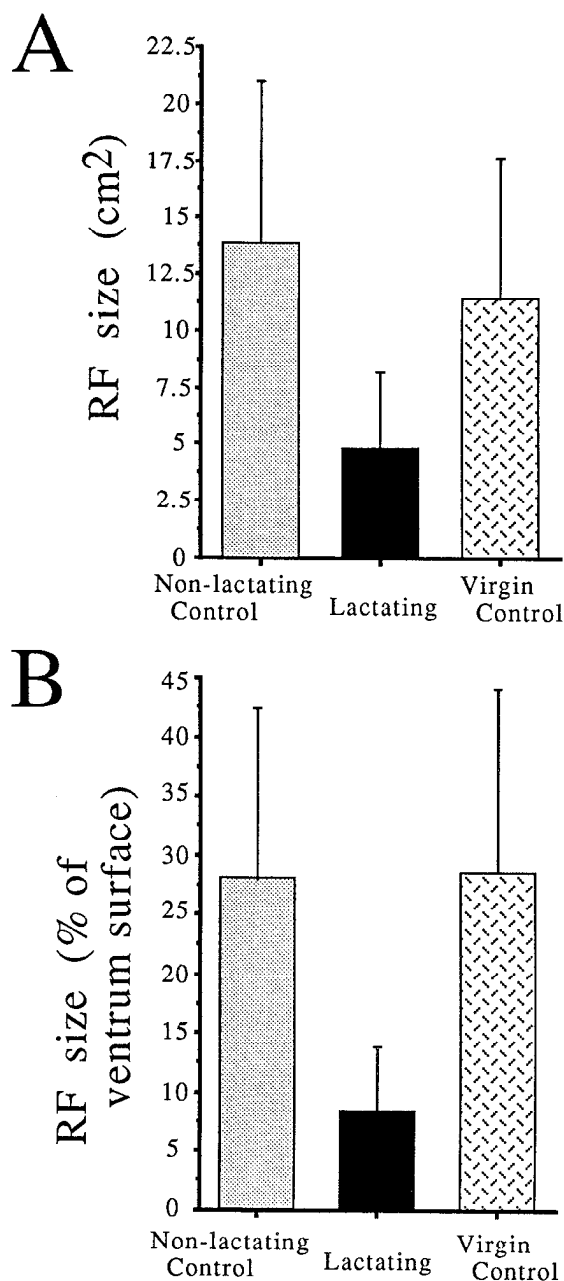 A
RF size (cm2)
22.5
20
17.5
15
12.5
10
7.5
5
2.5
0
Non-lactating
Control
Lactating
Virgin
Control
B
RF size (% of
ventrum surface)
45
40
35
30
25
20
15
10
5
0
Non-lactating
Control
Lactating
Virgin
Control